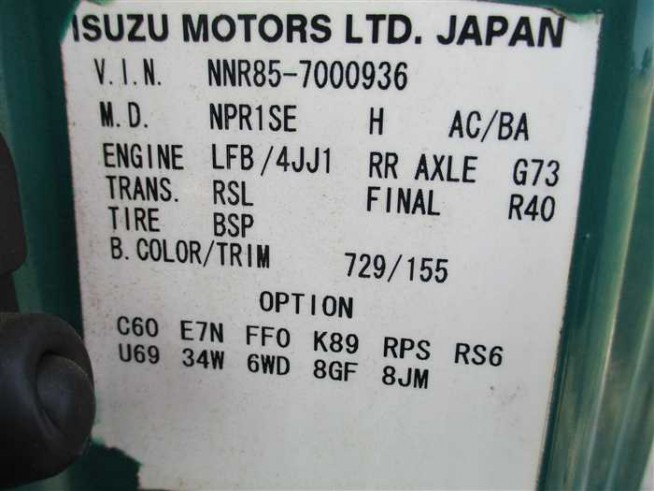 ISUZU MOTORS LTD. JAPAN
V.I.N. NNR85-7000936
M.D. NPR1SE H AC/BA
ENGINE LFB/4JJ1 RR AXLE G73
TRANS. RSL FINAL R40
TIRE BSP
B.COLOR/TRIM 729/155
OPTION
C60 E7N FF0 K89 RPS RS6
U69 34W 6WD 8GF 8JM